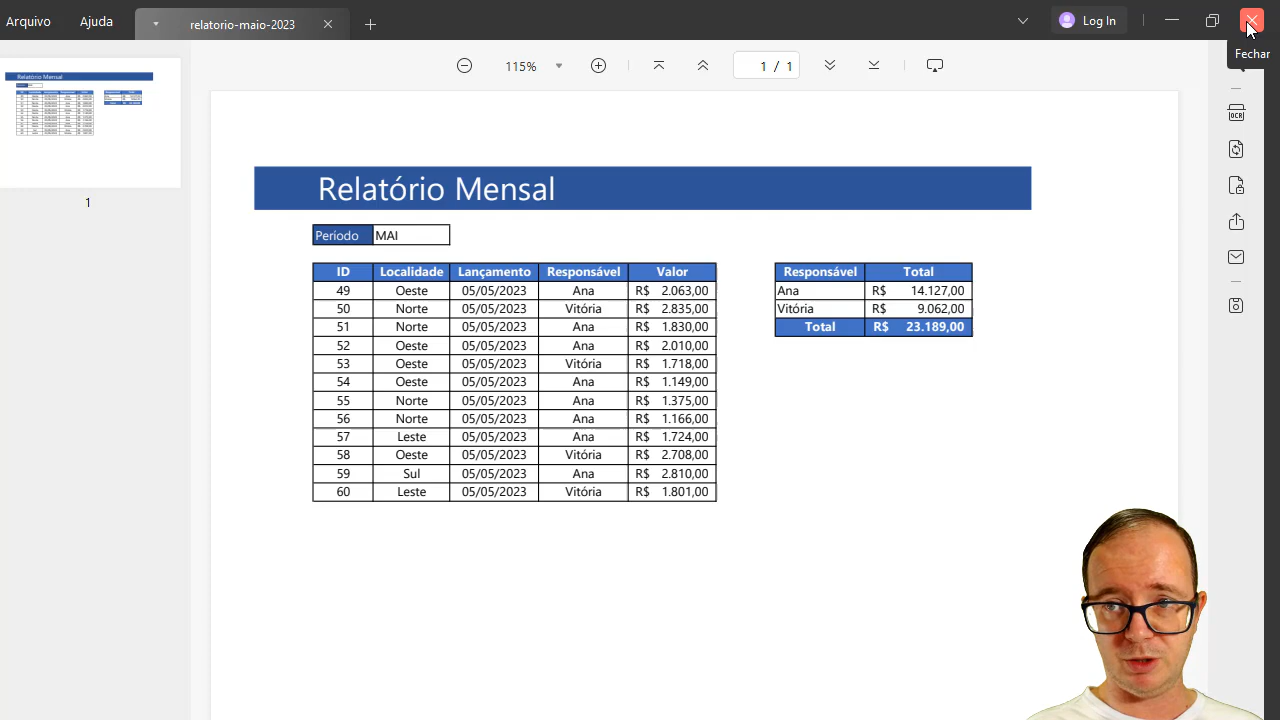 Arquivo Ajuda relatorio-maio-2023 Log In
Fechar
115% 1 / 1
OCR
Relatório Mensal
1
Relatório Mensal
Período MAI
ID Localidade Lançamento Responsável Valor
49 Oeste 05/05/2023 Ana R$ 2.063,00
50 Norte 05/05/2023 Vitória R$ 2.835,00
51 Norte 05/05/2023 Ana R$ 1.830,00
52 Oeste 05/05/2023 Ana R$ 2.010,00
53 Oeste 05/05/2023 Vitória R$ 1.718,00
54 Oeste 05/05/2023 Ana R$ 1.149,00
55 Norte 05/05/2023 Ana R$ 1.375,00
56 Norte 05/05/2023 Ana R$ 1.166,00
57 Leste 05/05/2023 Ana R$ 1.724,00
58 Oeste 05/05/2023 Vitória R$ 2.708,00
59 Sul 05/05/2023 Ana R$ 2.810,00
60 Leste 05/05/2023 Vitória R$ 1.801,00
Responsável Total
Ana R$ 14.127,00
Vitória R$ 9.062,00
Total R$ 23.189,00